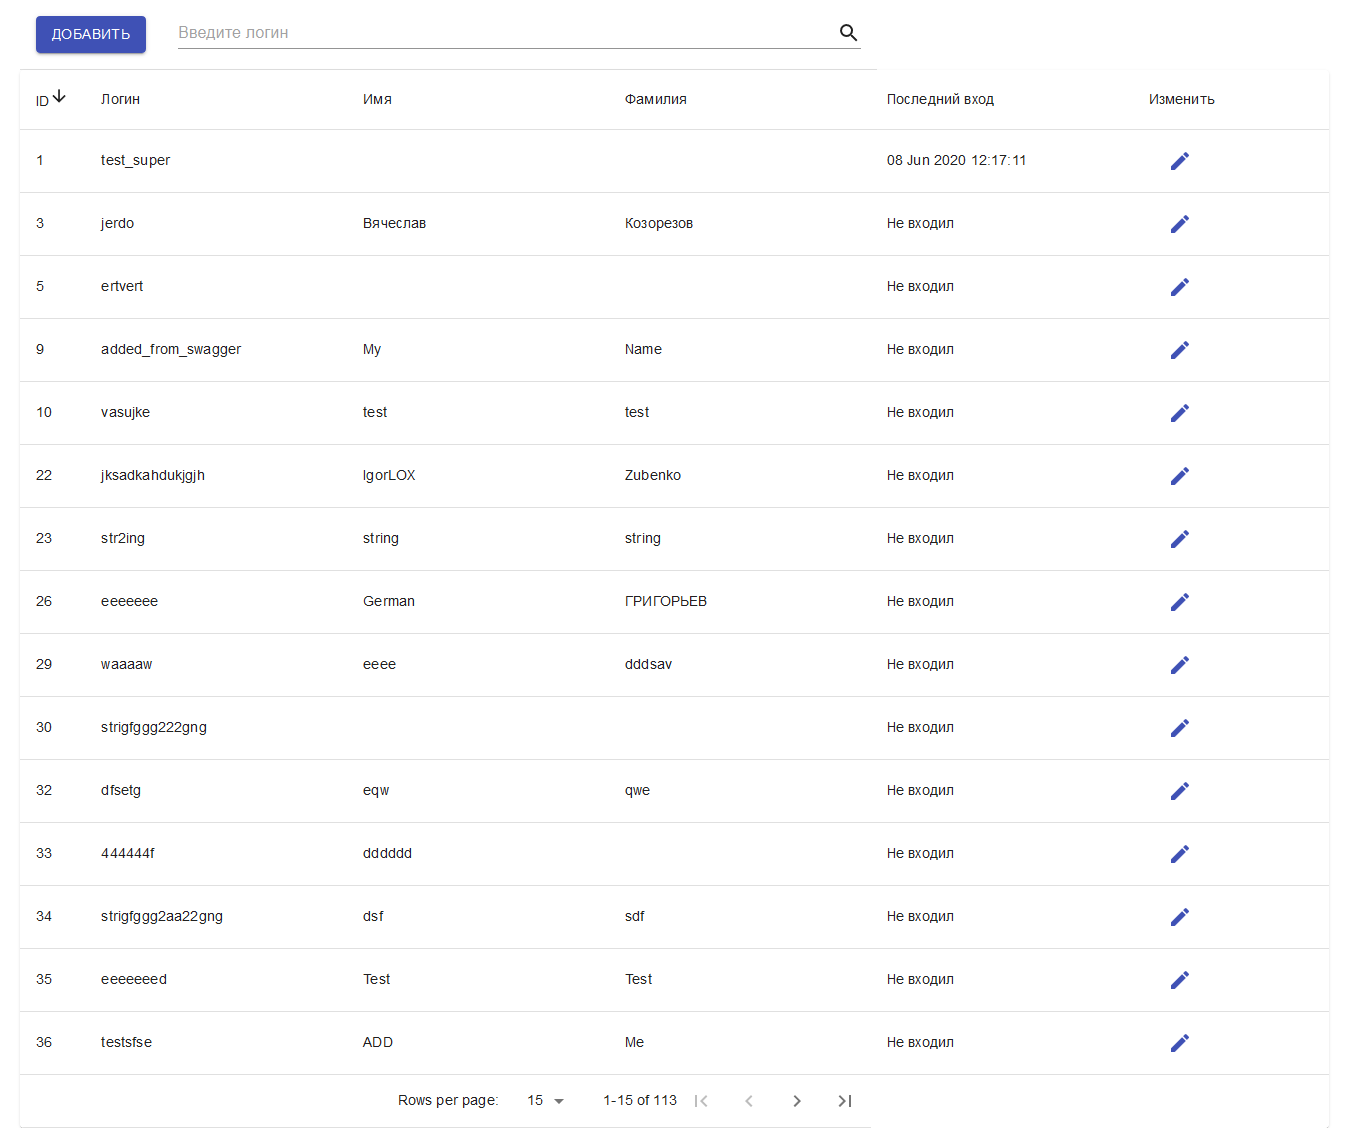 ДОБАВИТЬ Введите логин
ID Логин Имя Фамилия Последний вход Изменить
1 test_super 08 Jun 2020 12:17:11
3 jerdo Вячеслав Козорезов Не входил
5 ertvert Не входил
9 added_from_swagger My Name Не входил
10 vasujke test test Не входил
22 jksadkahdukjgjh IgorLOX Zubenko Не входил
23 str2ing string string Не входил
26 eeeeeee German ГРИГОРЬЕВ Не входил
29 waaaaw eeee dddsav Не входил
30 strigfggg222gng Не входил
32 dfsetg eqw qwe Не входил
33 444444f dddddd Не входил
34 strigfggg2aa22gng dsf sdf Не входил
35 eeeeeeed Test Test Не входил
36 testsfse ADD Me Не входил
Rows per page: 15 1-15 of 113